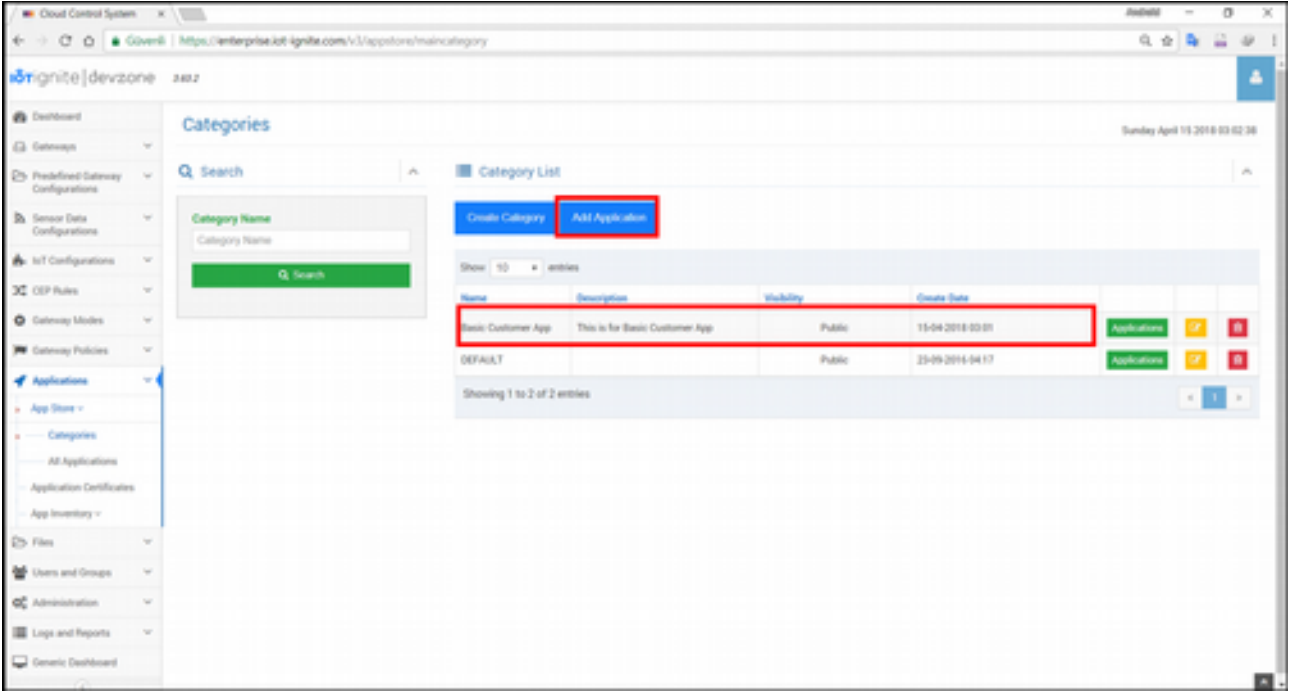 Cloud Control System
Güvenli | https://enterprise.iot-ignite.com/v3/appstore/maincategory
iOTignite | devzone
Dashboard
Categories
Sunday April 15 2018 03:02:38
Gateways
Predefined Gateway
Configurations
Search
Category List
Sensor Data
Configurations
Category Name
Category Name
Search
Create Category
Add Application
IoT Configurations
Show 10 entries
CEP Rules
Name Description Visibility Create Date
Gateway Modes
Basic Customer App This is for Basic Customer App Public 15-04-2018 03:01 Applications
Gateway Policies
DEFAULT Public 23-09-2016 04:17 Applications
Applications
Showing 1 to 2 of 2 entries
1
App Store
Categories
All Applications
Application Certificates
App Inventory
Files
Users and Groups
Administration
Logs and Reports
Generic Dashboard